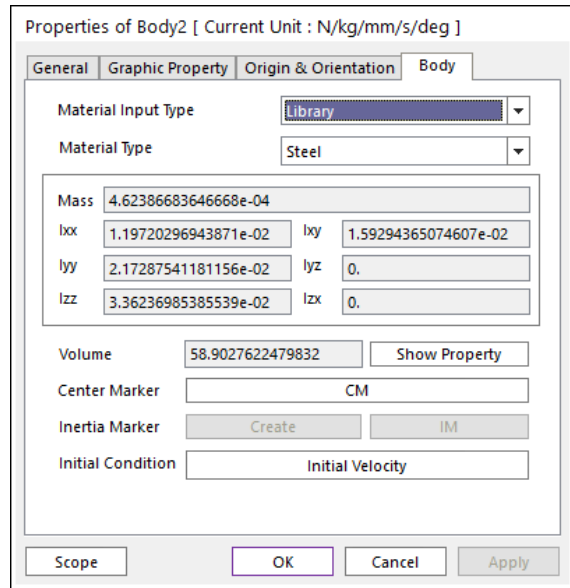 Properties of Body2 [ Current Unit : N/kg/mm/s/deg ]
General Graphic Property Origin & Orientation Body
Material Input Type Library
Material Type Steel
Mass 4.62386683646668e-04
Ixx 1.19720296943871e-02 Ixy 1.59294365074607e-02
Iyy 2.17287541181156e-02 Iyz 0.
Izz 3.36236985385539e-02 Izx 0.
Volume 58.9027622479832 Show Property
Center Marker CM
Inertia Marker Create IM
Initial Condition Initial Velocity
Scope OK Cancel Apply